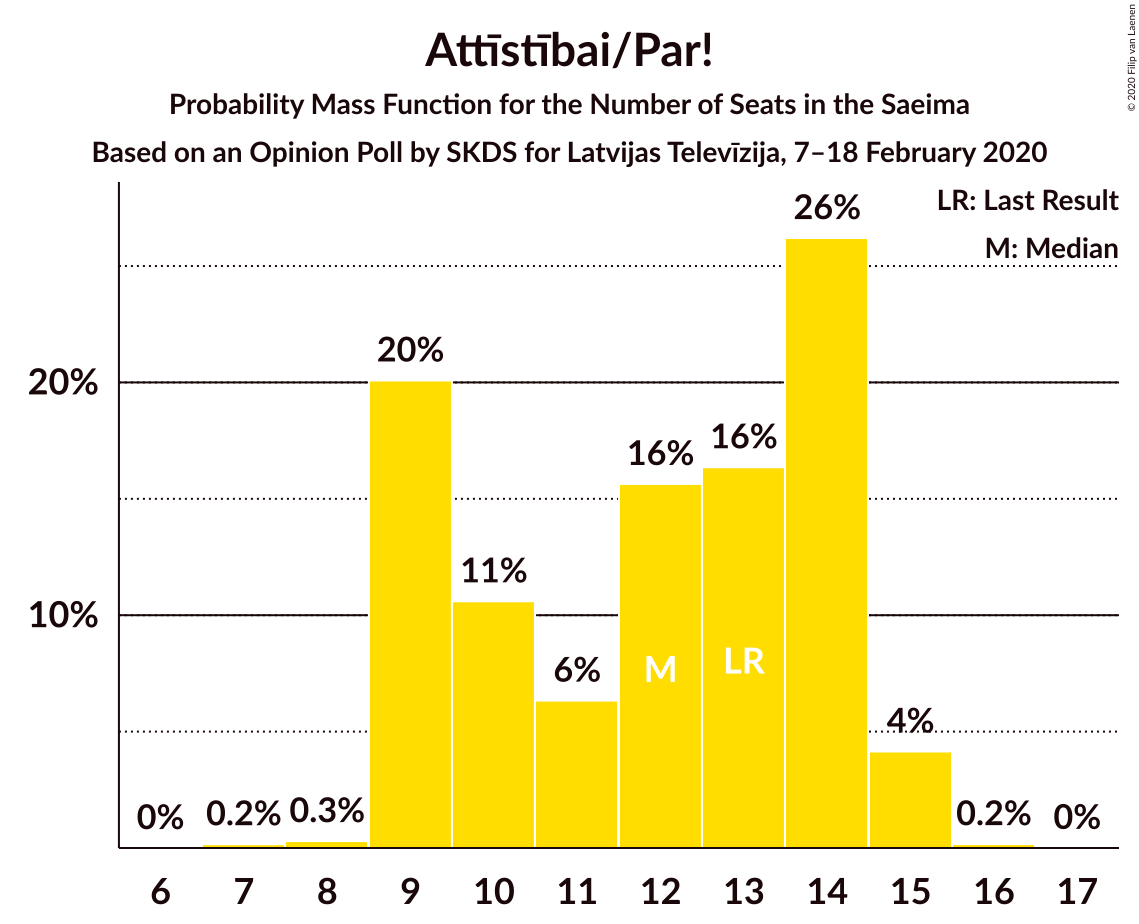 Attīstībai/Par!
Probability Mass Function for the Number of Seats in the Saeima
Based on an Opinion Poll by SKDS for Latvijas Televīzija, 7–18 February 2020
© 2020 Filip van Laenen
LR: Last Result
M: Median
20%
10%
0%
0.2%
0.3%
20%
11%
6%
16%
16%
26%
4%
0.2%
0%
M
LR
6 7 8 9 10 11 12 13 14 15 16 17